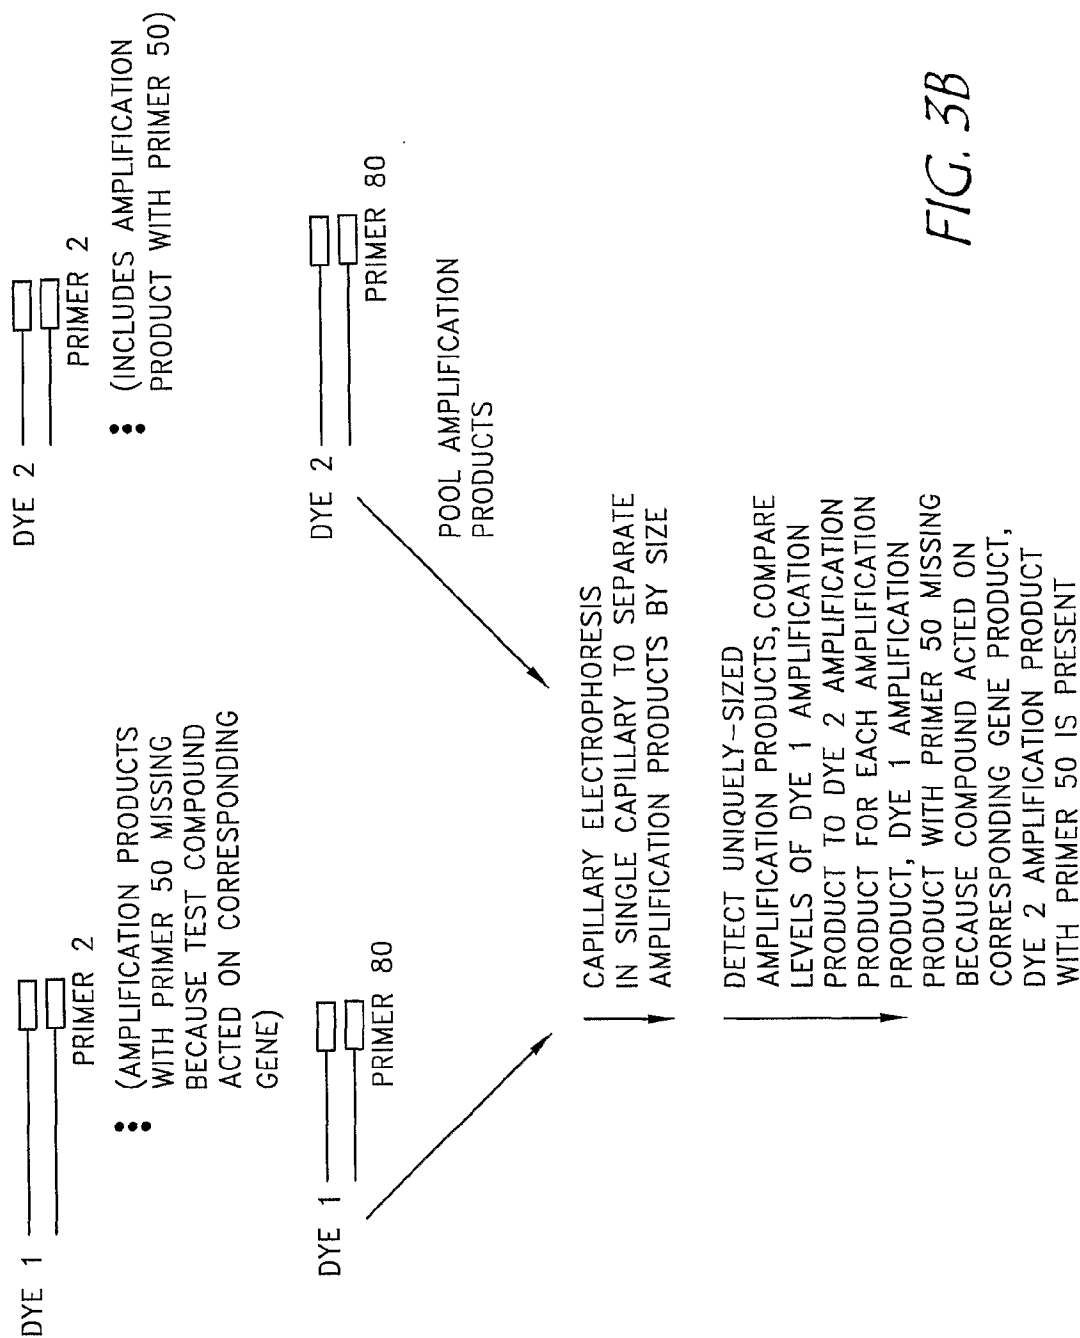 DYE 1
PRIMER 2
(AMPLIFICATION PRODUCTS
WITH PRIMER 50 MISSING
BECAUSE TEST COMPOUND
ACTED ON CORRESPONDING
GENE)
DYE 1
PRIMER 80
DYE 2
PRIMER 2
(INCLUDES AMPLIFICATION
PRODUCT WITH PRIMER 50)
DYE 2
PRIMER 80
POOL AMPLIFICATION
PRODUCTS
CAPILLARY ELECTROPHORESIS
IN SINGLE CAPILLARY TO SEPARATE
AMPLIFICATION PRODUCTS BY SIZE
DETECT UNIQUELY-SIZED
AMPLIFICATION PRODUCTS, COMPARE
LEVELS OF DYE 1 AMPLIFICATION
PRODUCT TO DYE 2 AMPLIFICATION
PRODUCT FOR EACH AMPLIFICATION
PRODUCT, DYE 1 AMPLIFICATION
PRODUCT WITH PRIMER 50 MISSING
BECAUSE COMPOUND ACTED ON
CORRESPONDING GENE PRODUCT,
DYE 2 AMPLIFICATION PRODUCT
WITH PRIMER 50 IS PRESENT
FIG. 3B